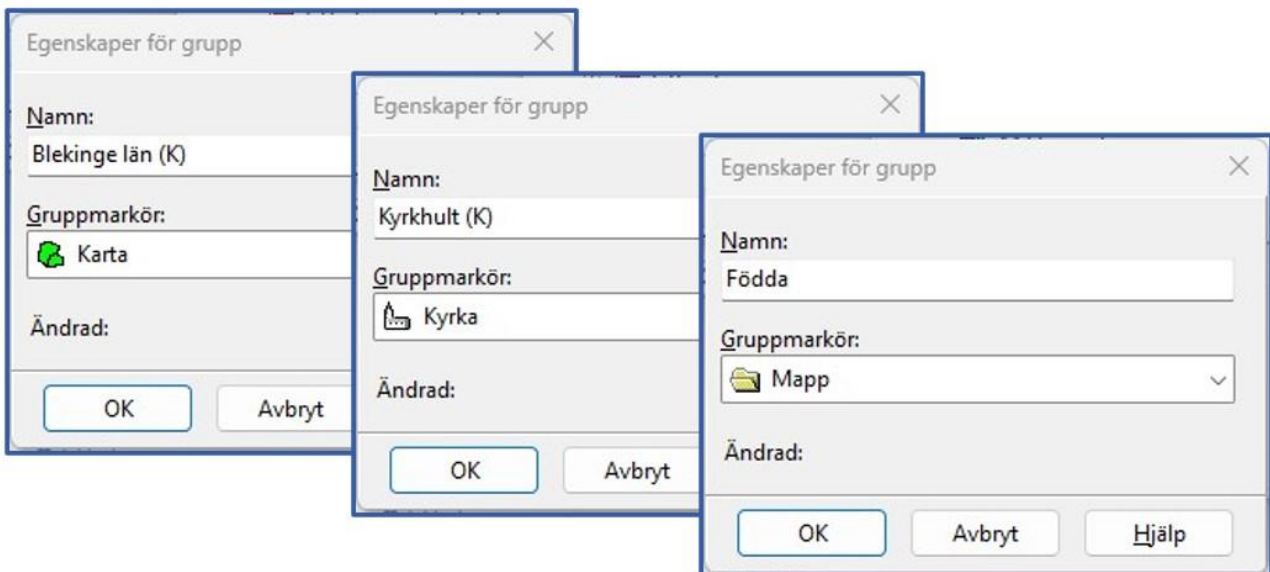 Egenskaper för grupp
Namn:
Blekinge län (K)
Gruppmarkör:
Karta
Ändrad:
OK Avbryt
Egenskaper för grupp
Namn:
Kyrkhult (K)
Gruppmarkör:
Kyrka
Ändrad:
OK Avbryt
Egenskaper för grupp
Namn:
Födda
Gruppmarkör:
Mapp
Ändrad:
OK Avbryt Hjälp